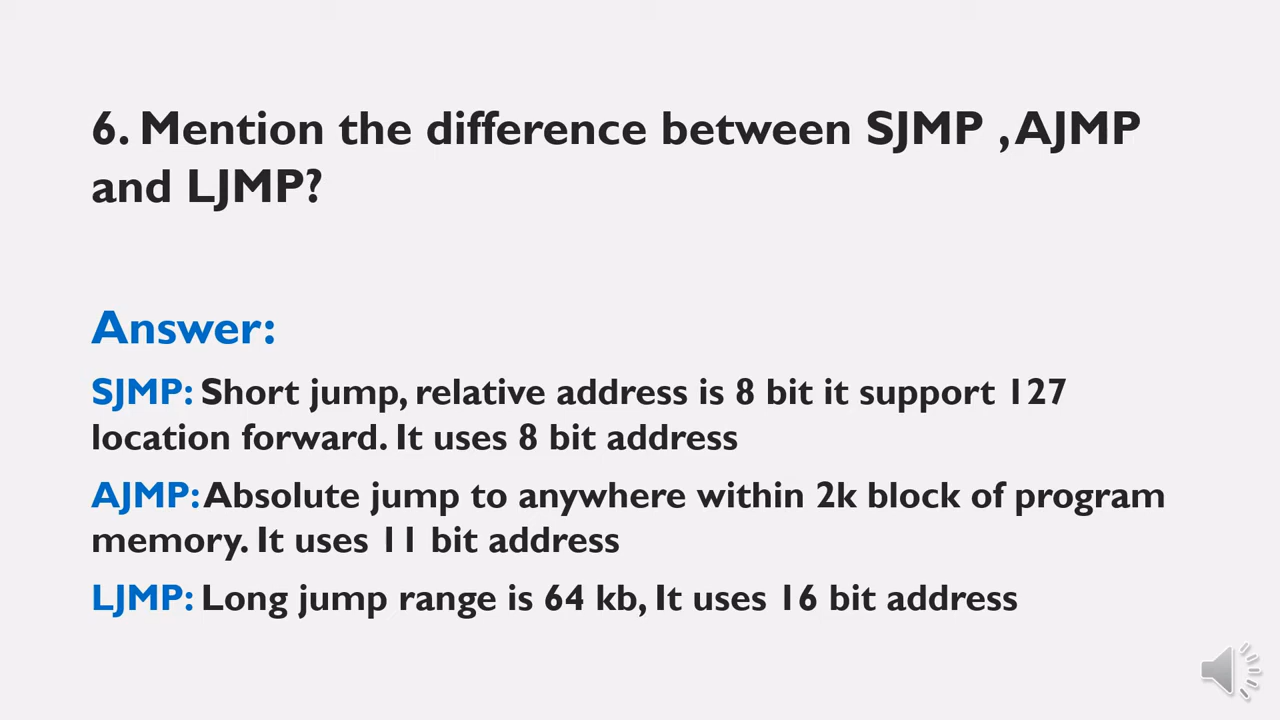 6. Mention the difference between SJMP , AJMP
and LJMP?
Answer:
SJMP: Short jump, relative address is 8 bit it support 127
location forward. It uses 8 bit address
AJMP: Absolute jump to anywhere within 2k block of program
memory. It uses 11 bit address
LJMP: Long jump range is 64 kb, It uses 16 bit address